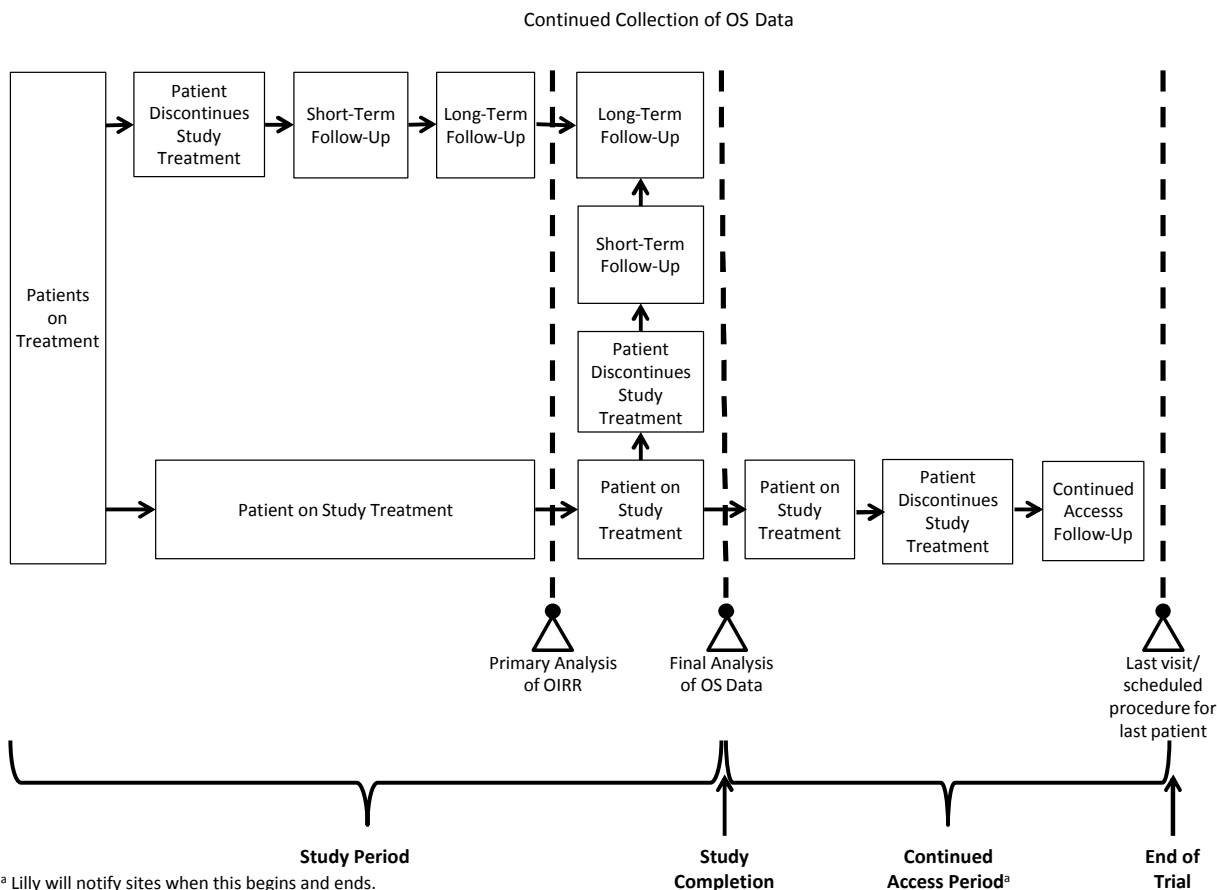 Continued Collection of OS Data
Patients
on
Treatment
Patient
Discontinues
Study
Treatment
Short-Term
Follow-Up
Long-Term
Follow-Up
Long-Term
Follow-Up
Short-Term
Follow-Up
Patient
Discontinues
Study
Treatment
Patient on Study Treatment
Patient on
Study
Treatment
Patient on
Study
Treatment
Patient
Discontinues
Study
Treatment
Continued
Accesss
Follow-Up
Primary Analysis
of OIRR
Final Analysis
of OS Data
Last visit/
scheduled
procedure for
last patient
Study Period
Study
Completion
Continued
Access Periodᵃ
End of
Trial
ᵃ Lilly will notify sites when this begins and ends.